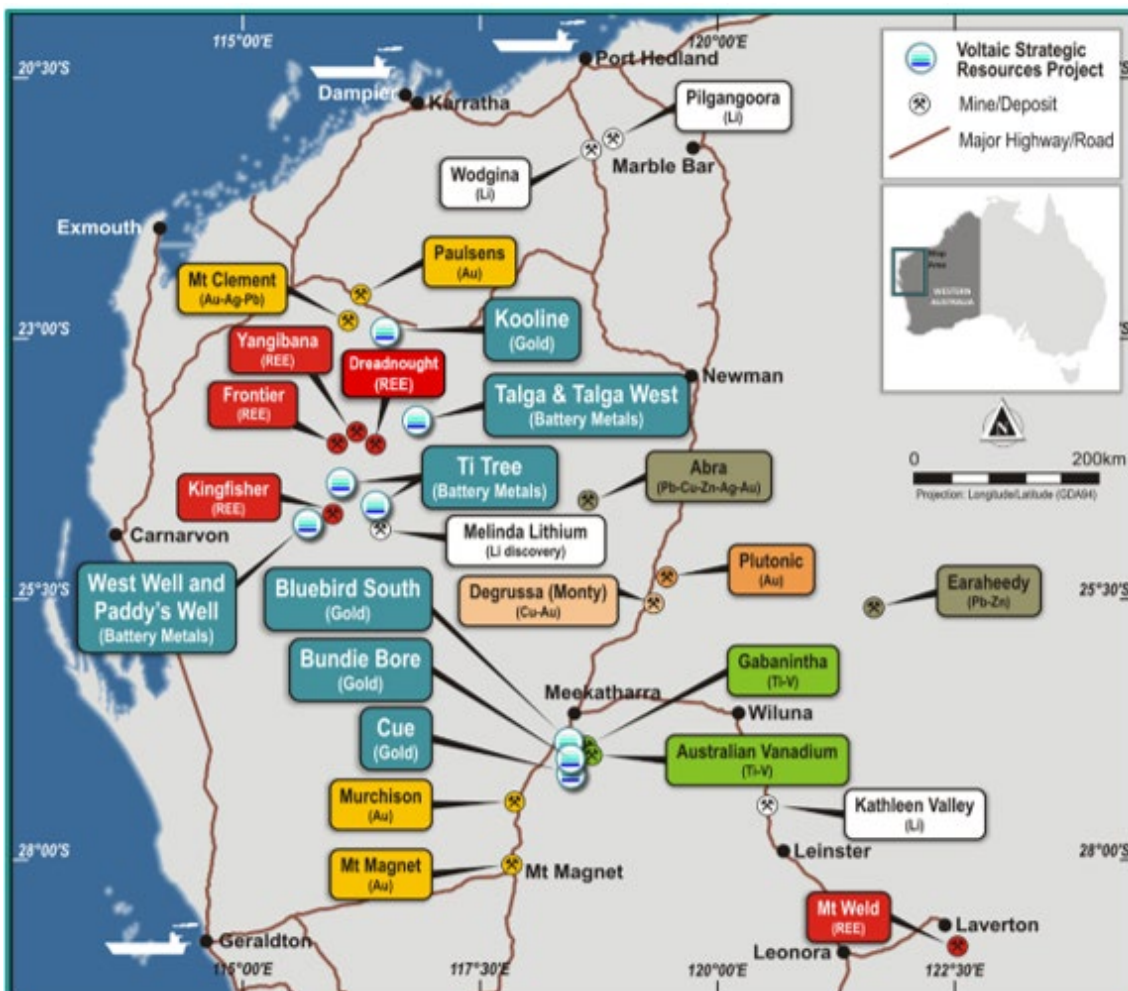 115°00'E
120°00'E
20°30'S
Port Hedland
Dampier
Karratha
Pilgangoora
(Li)
Wodgina
(Li)
Marble Bar
Voltaic Strategic
Resources Project
Mine/Deposit
Major Highway/Road
Map
Area
WESTERN
AUSTRALIA
Exmouth
Paulsens
(Au)
Mt Clement
(Au-Ag-Pb)
23°00'S
Kooline
(Gold)
Yangibana
(REE)
Dreadnought
(REE)
Newman
Frontier
(REE)
Talga & Talga West
(Battery Metals)
N
0
200km
Projection: Longitude/Latitude (GDA94)
Ti Tree
(Battery Metals)
Abra
(Pb-Cu-Zn-Ag-Au)
Kingfisher
(REE)
Carnarvon
Melinda Lithium
(Li discovery)
West Well and
Paddy's Well
(Battery Metals)
Bluebird South
(Gold)
Degrussa (Monty)
(Cu-Au)
Plutonic
(Au)
Earaheedy
(Pb-Zn)
25°30'S
25°30'S
Bundie Bore
(Gold)
Gabanintha
(Ti-V)
Meekatharra
Wiluna
Cue
(Gold)
Australian Vanadium
(Ti-V)
Murchison
(Au)
Kathleen Valley
(Li)
28°00'S
28°00'S
Leinster
Mt Magnet
(Au)
Mt Magnet
Mt Weld
(REE)
Laverton
Geraldton
Leonora
115°00'E
117°30'E
120°00'E
122°30'E